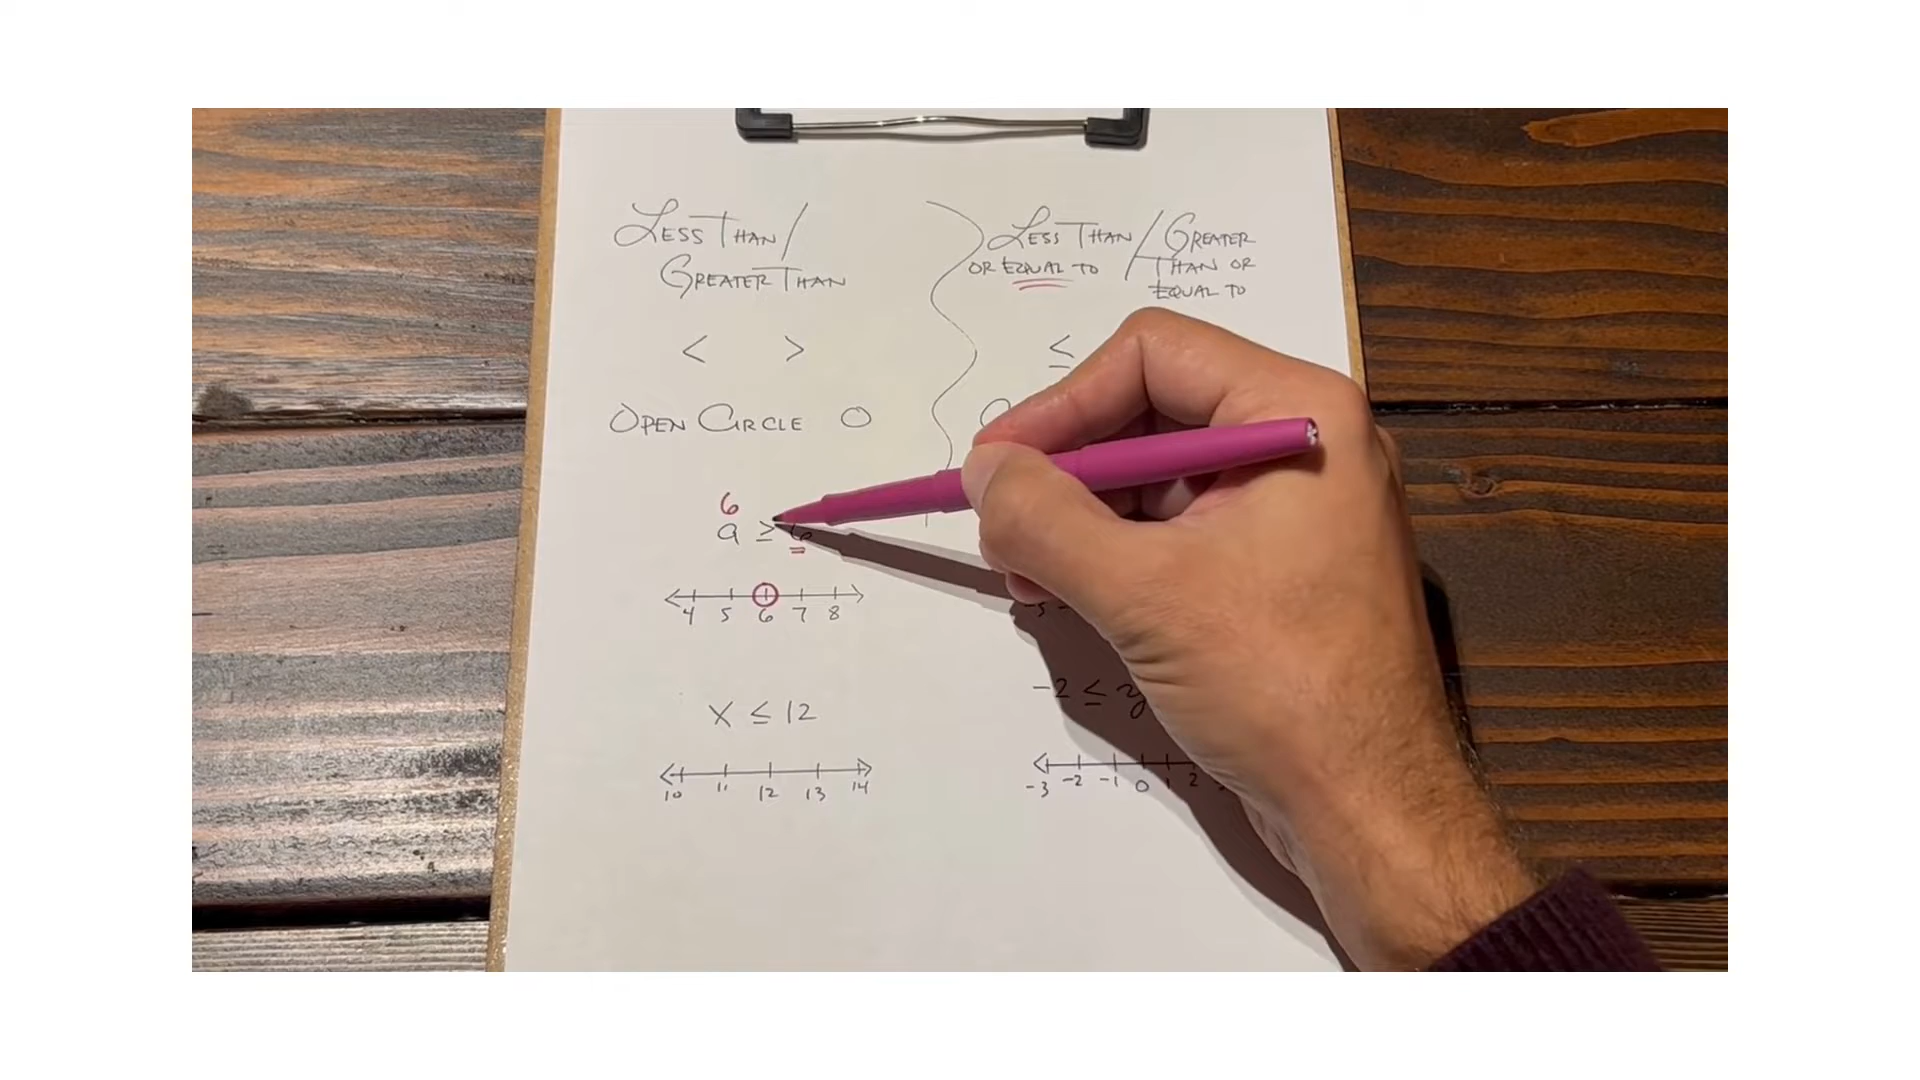 LESS THAN/
GREATER THAN
< >
OPEN CIRCLE O
6
a ≥ 6
4 5 6 7 8
x ≤ 12
10 11 12 13 14
LESS THAN / GREATER
OR EQUAL TO THAN OR
EQUAL TO
≤
-2 ≤ y
-3 -2 -1 0 1 2